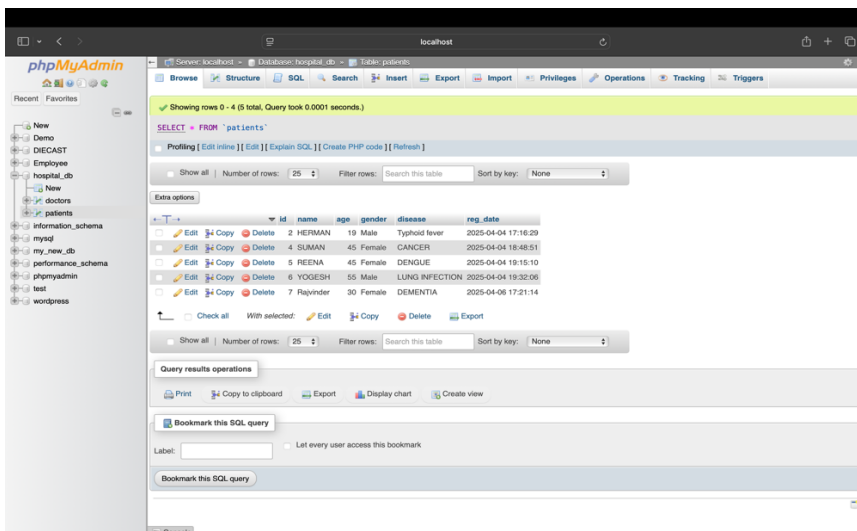 localhost
phpMyAdmin
Recent Favorites
New
Demo
DIECAST
Employee
hospital_db
New
doctors
patients
information_schema
mysql
my_new_db
performance_schema
phpmyadmin
test
wordpress
Server: localhost » Database: hospital_db » Table: patients
Browse Structure SQL Search Insert Export Import Privileges Operations Tracking Triggers
Showing rows 0 - 4 (5 total, Query took 0.0001 seconds.)
SELECT * FROM `patients`
Profiling [ Edit inline ] [ Edit ] [ Explain SQL ] [ Create PHP code ] [ Refresh ]
Show all | Number of rows: 25 Filter rows: Search this table Sort by key: None
Extra options
←T→ id name age gender disease reg_date
Edit Copy Delete 2 HERMAN 19 Male Typhoid fever 2025-04-04 17:16:29
Edit Copy Delete 4 SUMAN 45 Female CANCER 2025-04-04 18:48:51
Edit Copy Delete 5 REENA 45 Female DENGUE 2025-04-04 19:15:10
Edit Copy Delete 6 YOGESH 55 Male LUNG INFECTION 2025-04-04 19:32:06
Edit Copy Delete 7 Rajvinder 30 Female DEMENTIA 2025-04-06 17:21:14
Check all With selected: Edit Copy Delete Export
Show all | Number of rows: 25 Filter rows: Search this table Sort by key: None
Query results operations
Print Copy to clipboard Export Display chart Create view
Bookmark this SQL query
Label: Let every user access this bookmark
Bookmark this SQL query